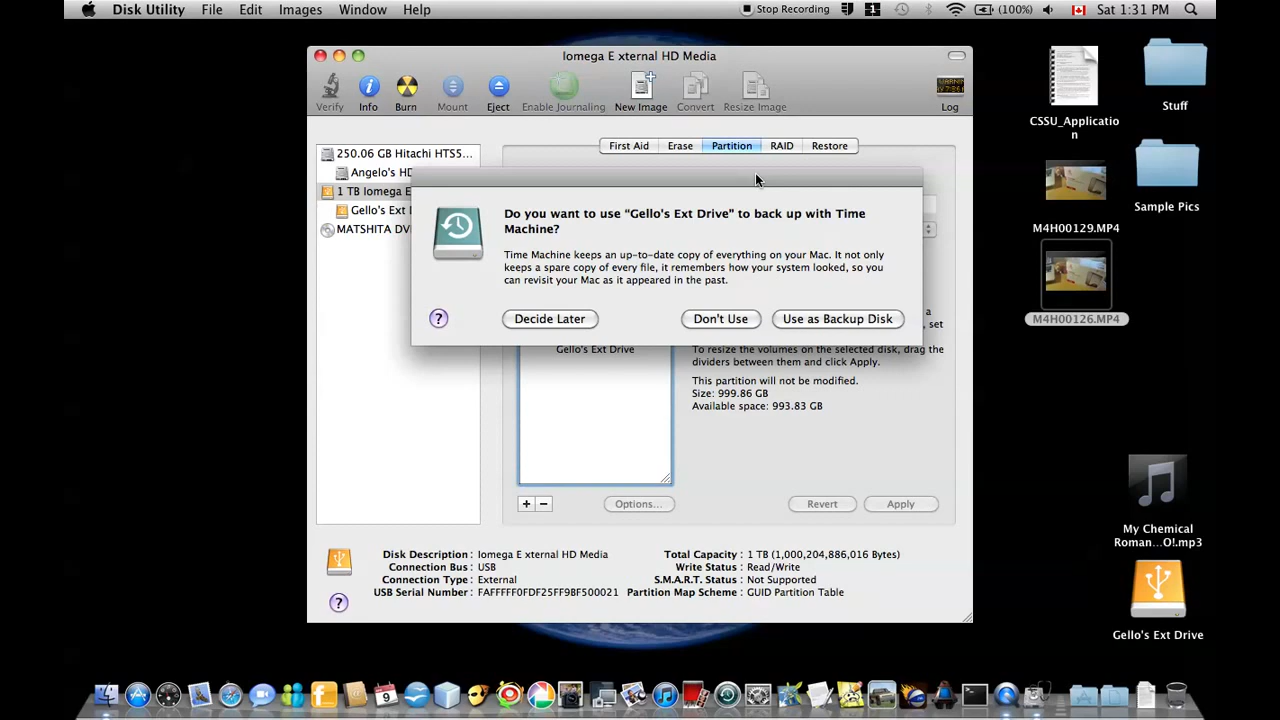 Disk Utility File Edit Images Window Help
Stop Recording 1 (100%) Sat 1:31 PM
Iomega E xternal HD Media
Verify Info Burn Mount Eject Enable Journaling New Image Convert Resize Image Log
First Aid Erase Partition RAID Restore
250.06 GB Hitachi HTS5...
Angelo's HD
1 TB Iomega E
Gello's Ext
MATSHITA DV
Do you want to use "Gello's Ext Drive" to back up with Time
Machine?
Time Machine keeps an up-to-date copy of everything on your Mac. It not only
keeps a spare copy of every file, it remembers how your system looked, so you
can revisit your Mac as it appeared in the past.
? Decide Later Don't Use Use as Backup Disk
a
, set
Gello's Ext Drive
To resize the volumes on the selected disk, drag the
dividers between them and click Apply.
This partition will not be modified.
Size: 999.86 GB
Available space: 993.83 GB
+ − Options... Revert Apply
Disk Description : Iomega E xternal HD Media
Connection Bus : USB
Connection Type : External
USB Serial Number : FAFFFFF0FDF25FF9BF500021
Total Capacity : 1 TB (1,000,204,886,016 Bytes)
Write Status : Read/Write
S.M.A.R.T. Status : Not Supported
Partition Map Scheme : GUID Partition Table
?
CSSU_Applicatio
n
Stuff
M4H00129.MP4
Sample Pics
M4H00126.MP4
My Chemical
Roman...O!.mp3
Gello's Ext Drive
9